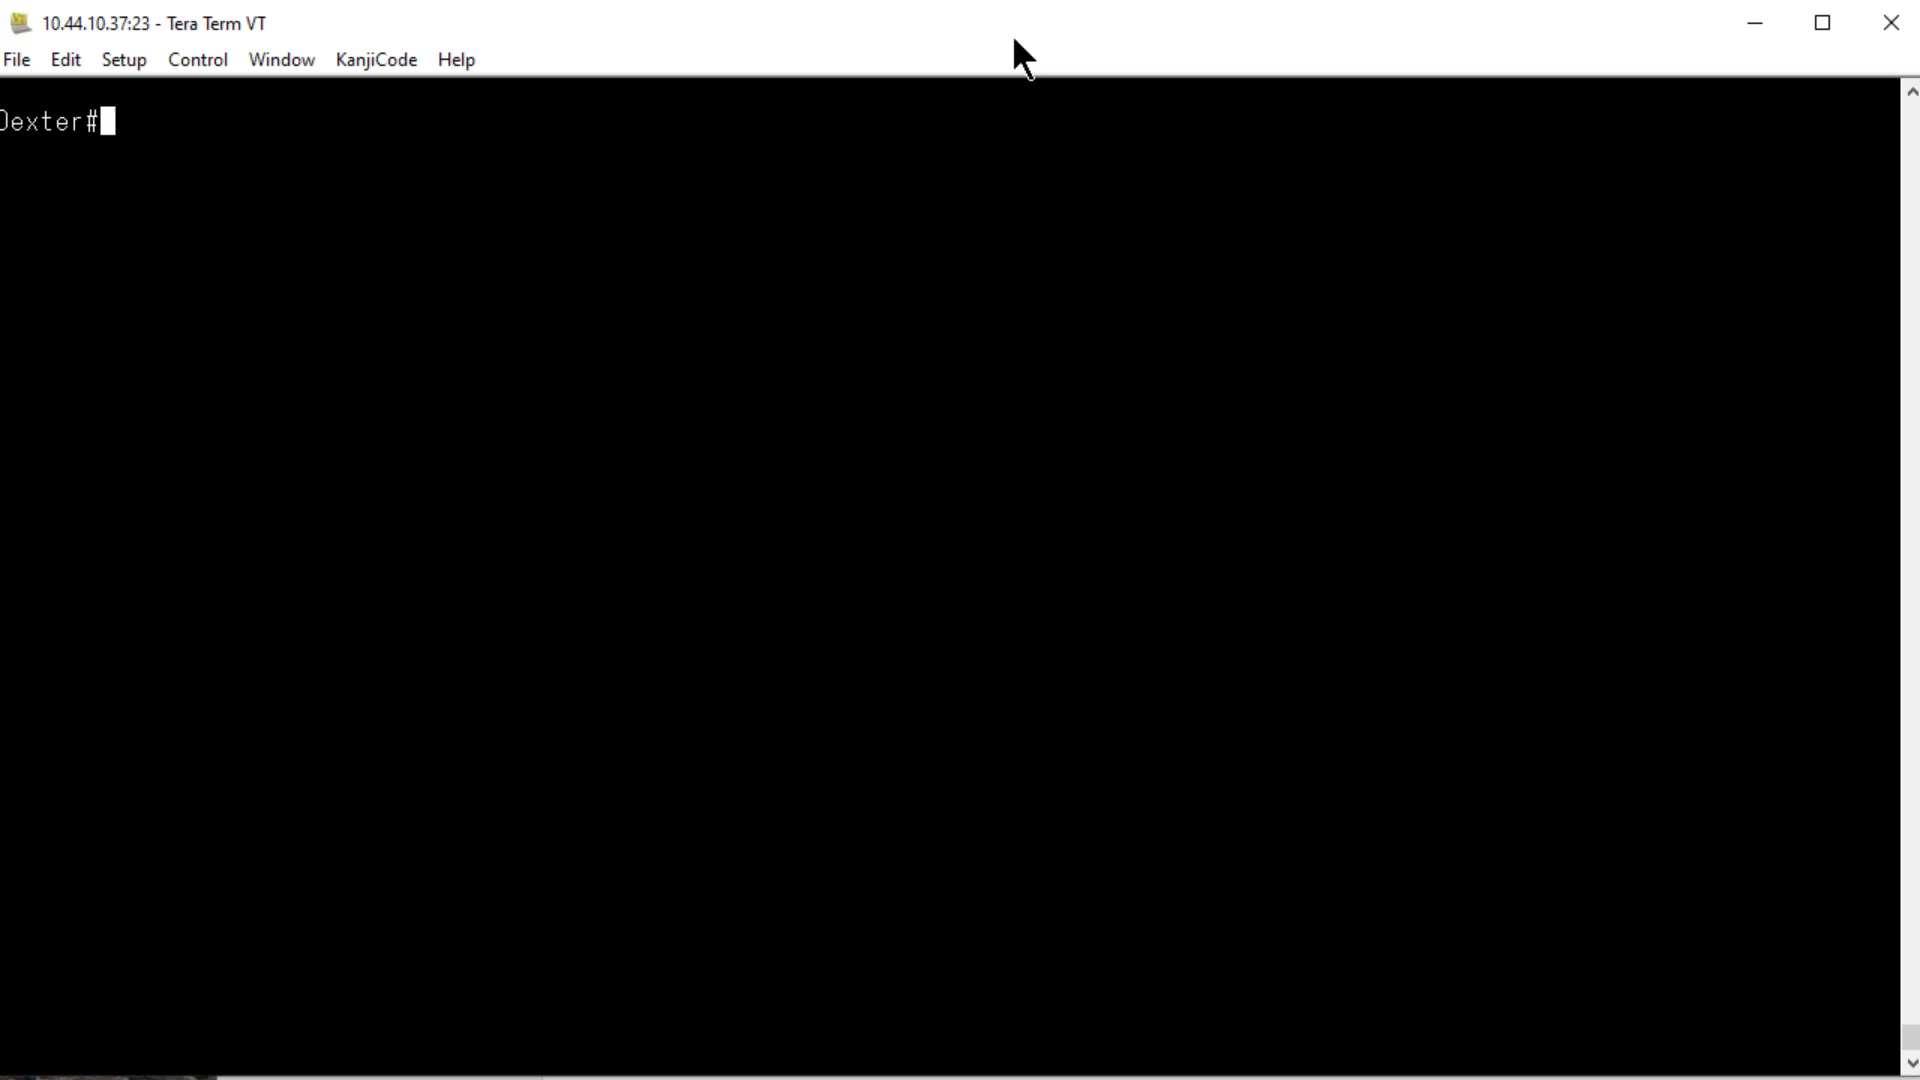 10.44.10.37:23 - Tera Term VT
File Edit Setup Control Window KanjiCode Help
Dexter#